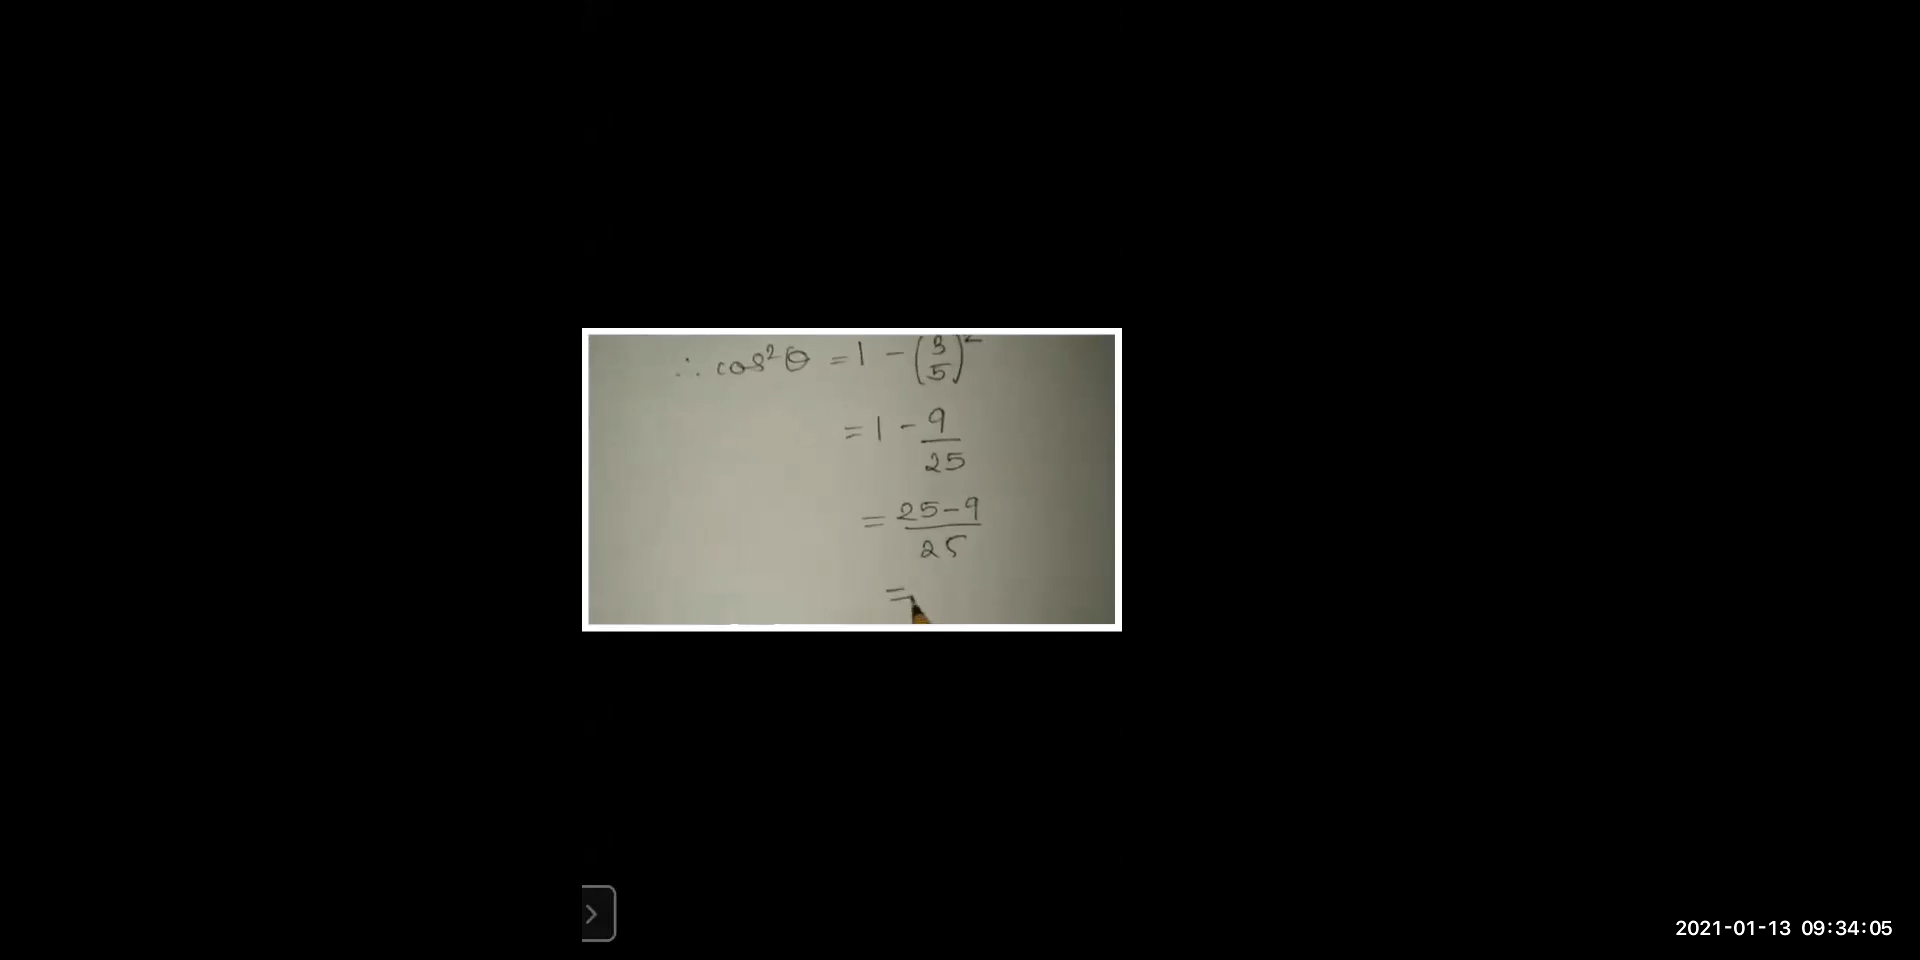 ∴ cos²θ = 1 - (3/5)²
= 1 - 9/25
= 25-9/25
=
2021-01-13 09:34:05